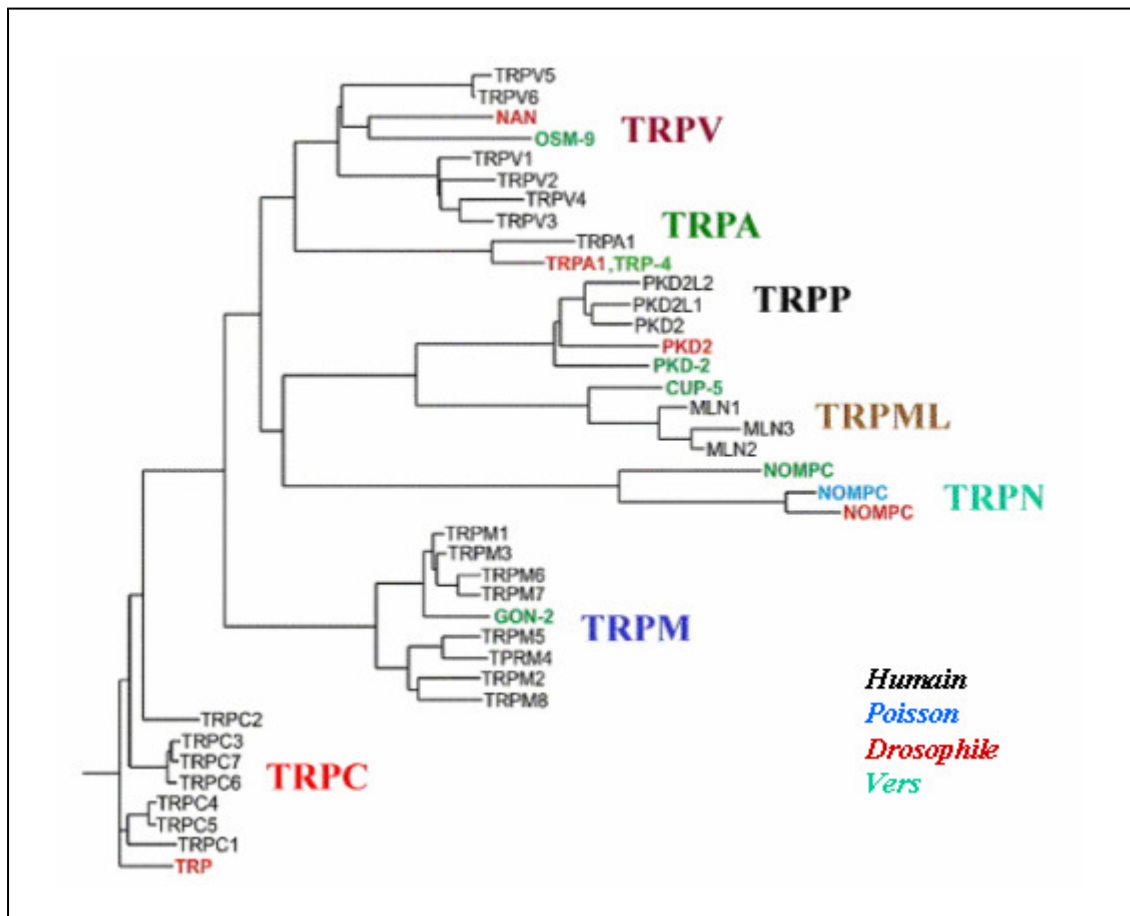 TRPV5
TRPV6
NAN
TRPV
OSM-9
TRPV1
TRPV2
TRPV4
TRPV3
TRPA
TRPA1
TRPA1,TRP-4
PKD2L2
TRPP
PKD2L1
PKD2
PKD2
PKD-2
CUP-5
MLN1
TRPML
MLN3
MLN2
NOMPC
NOMPC
TRPN
NOMPC
TRPM1
TRPM3
TRPM6
TRPM7
GON-2
TRPM
TRPM5
TPRM4
TRPM2
TRPM8
Humain
Poisson
Drosophile
Vers
TRPC2
TRPC3
TRPC7
TRPC
TRPC6
TRPC4
TRPC5
TRPC1
TRP